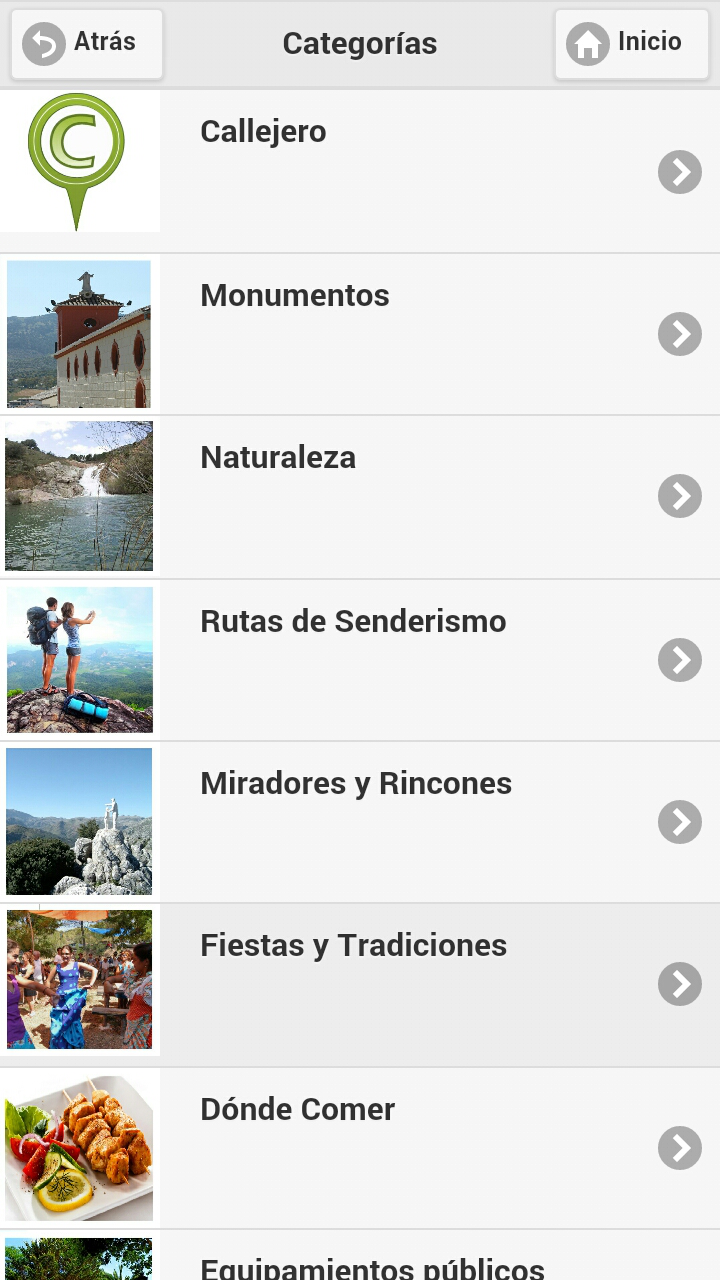 Atrás
Categorías
Inicio
C
Callejero
Monumentos
Naturaleza
Rutas de Senderismo
Miradores y Rincones
Fiestas y Tradiciones
Dónde Comer
Equipamientos públicos